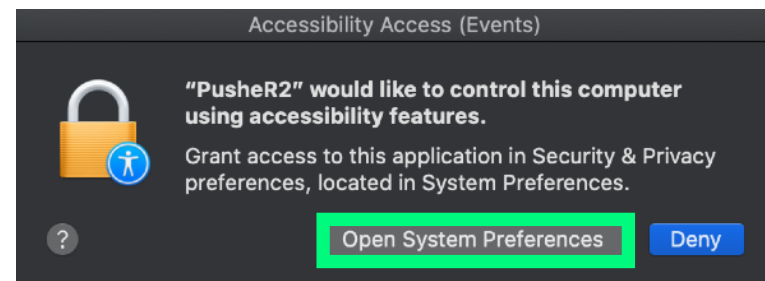 Accessibility Access (Events)
“PusheR2” would like to control this computer
using accessibility features.
Grant access to this application in Security & Privacy
preferences, located in System Preferences.
? Open System Preferences Deny